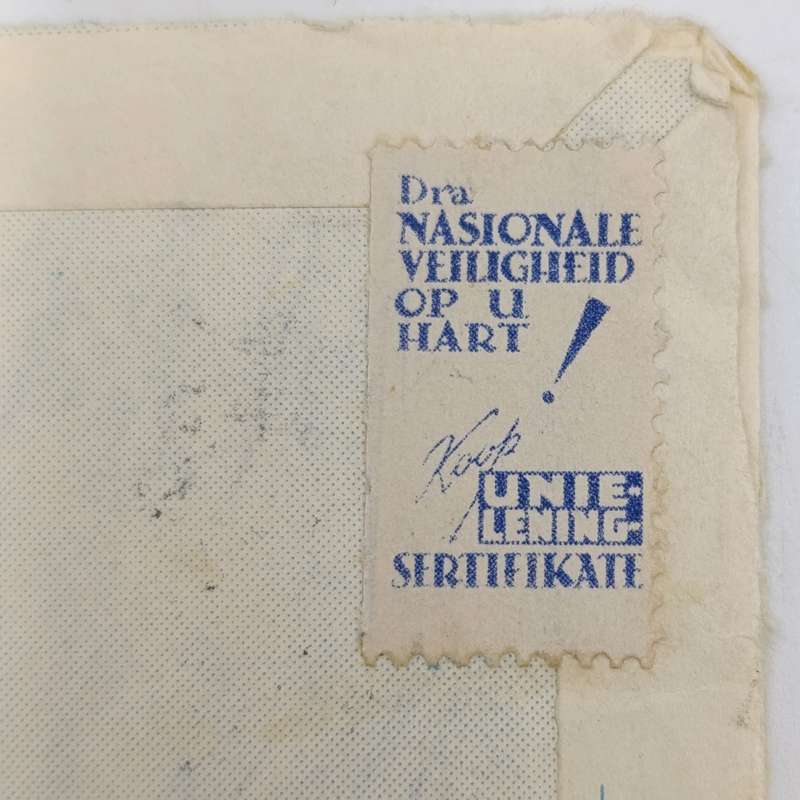 Dra
NASIONALE
VEILIGHEID
OP U
HART!
Koop
UNIE-
LENING-
SERTIFIKATE